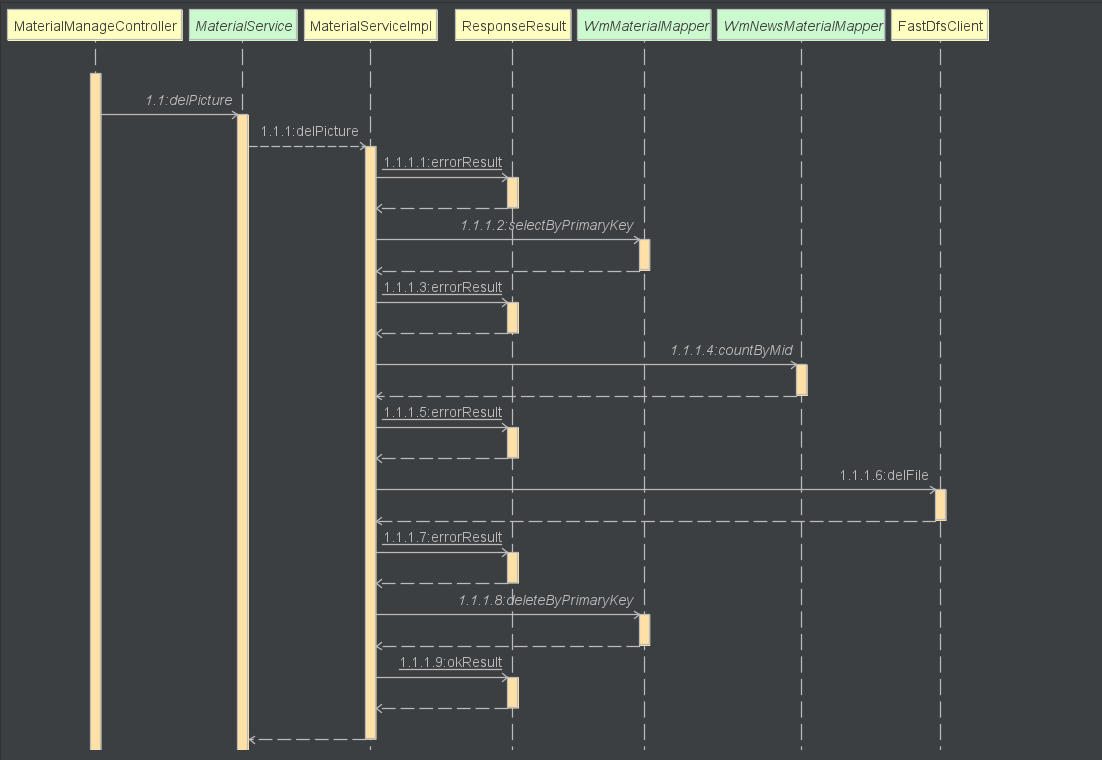 MaterialManageController
MaterialService
MaterialServiceImpl
ResponseResult
WmMaterialMapper
WmNewsMaterialMapper
FastDfsClient
1.1:delPicture
1.1.1:delPicture
1.1.1.1:errorResult
1.1.1.2:selectByPrimaryKey
1.1.1.3:errorResult
1.1.1.4:countByMid
1.1.1.5:errorResult
1.1.1.6:delFile
1.1.1.7:errorResult
1.1.1.8:deleteByPrimaryKey
1.1.1.9:okResult